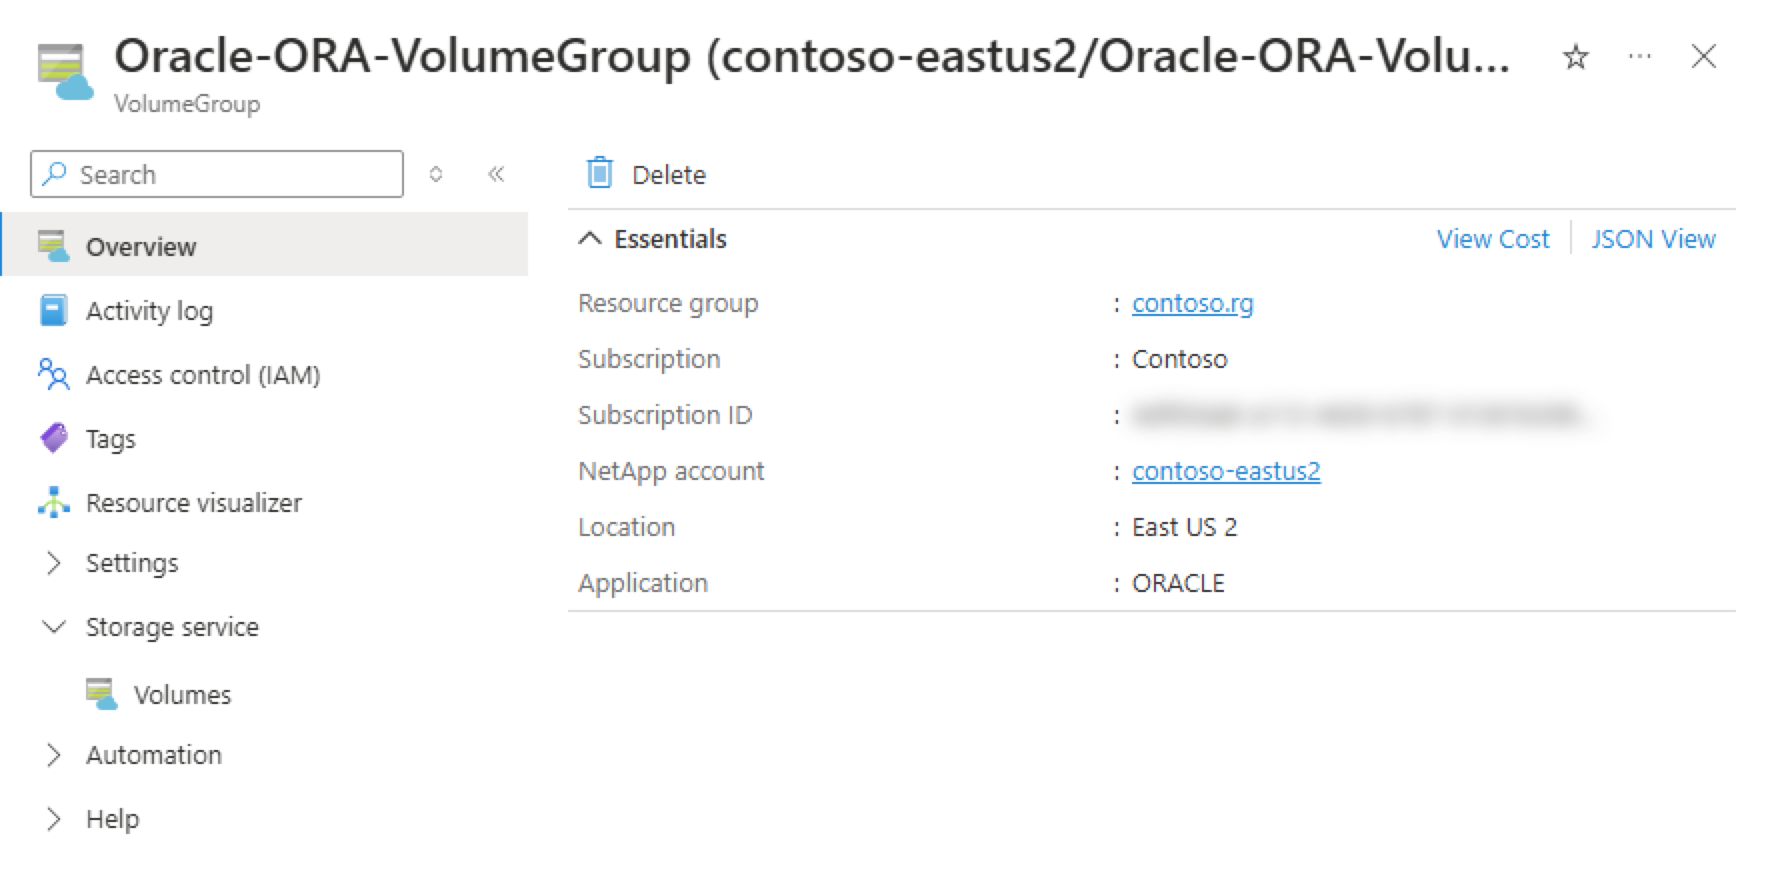 Oracle-ORA-VolumeGroup (contoso-eastus2/Oracle-ORA-Volu...
VolumeGroup
Search
Overview
Activity log
Access control (IAM)
Tags
Resource visualizer
Settings
Storage service
Volumes
Automation
Help
Delete
Essentials
View Cost
JSON View
Resource group : contoso.rg
Subscription : Contoso
Subscription ID :
NetApp account : contoso-eastus2
Location : East US 2
Application : ORACLE